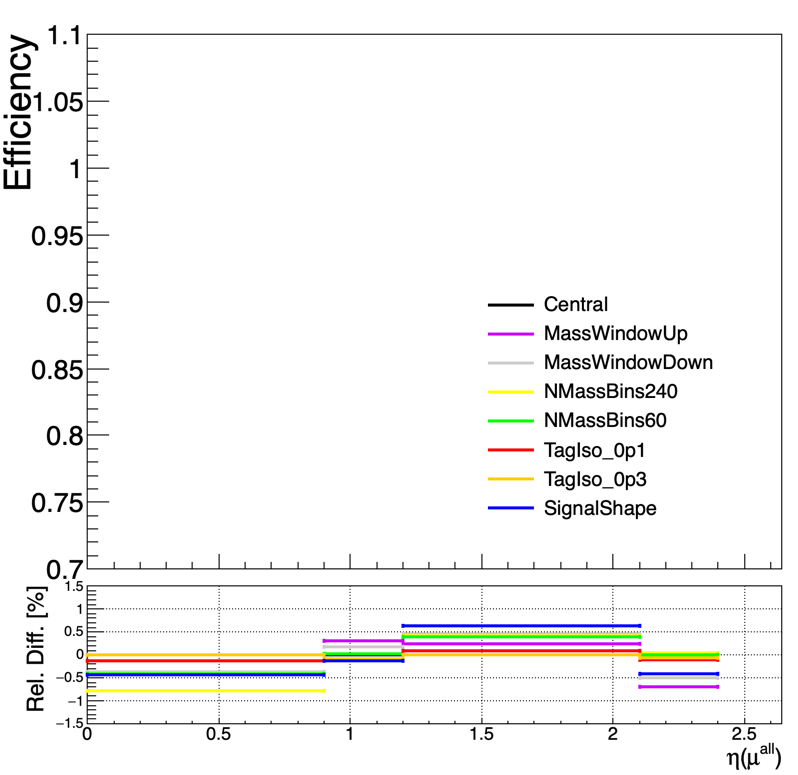 Efficiency
1.1
1.05
1
0.95
0.9
0.85
0.8
0.75
0.7
Central
MassWindowUp
MassWindowDown
NMassBins240
NMassBins60
TagIso_0p1
TagIso_0p3
SignalShape
Rel. Diff. [%]
1.5
1
0.5
0
−0.5
−1
−1.5
0 0.5 1 1.5 2 2.5
η(μ^all)